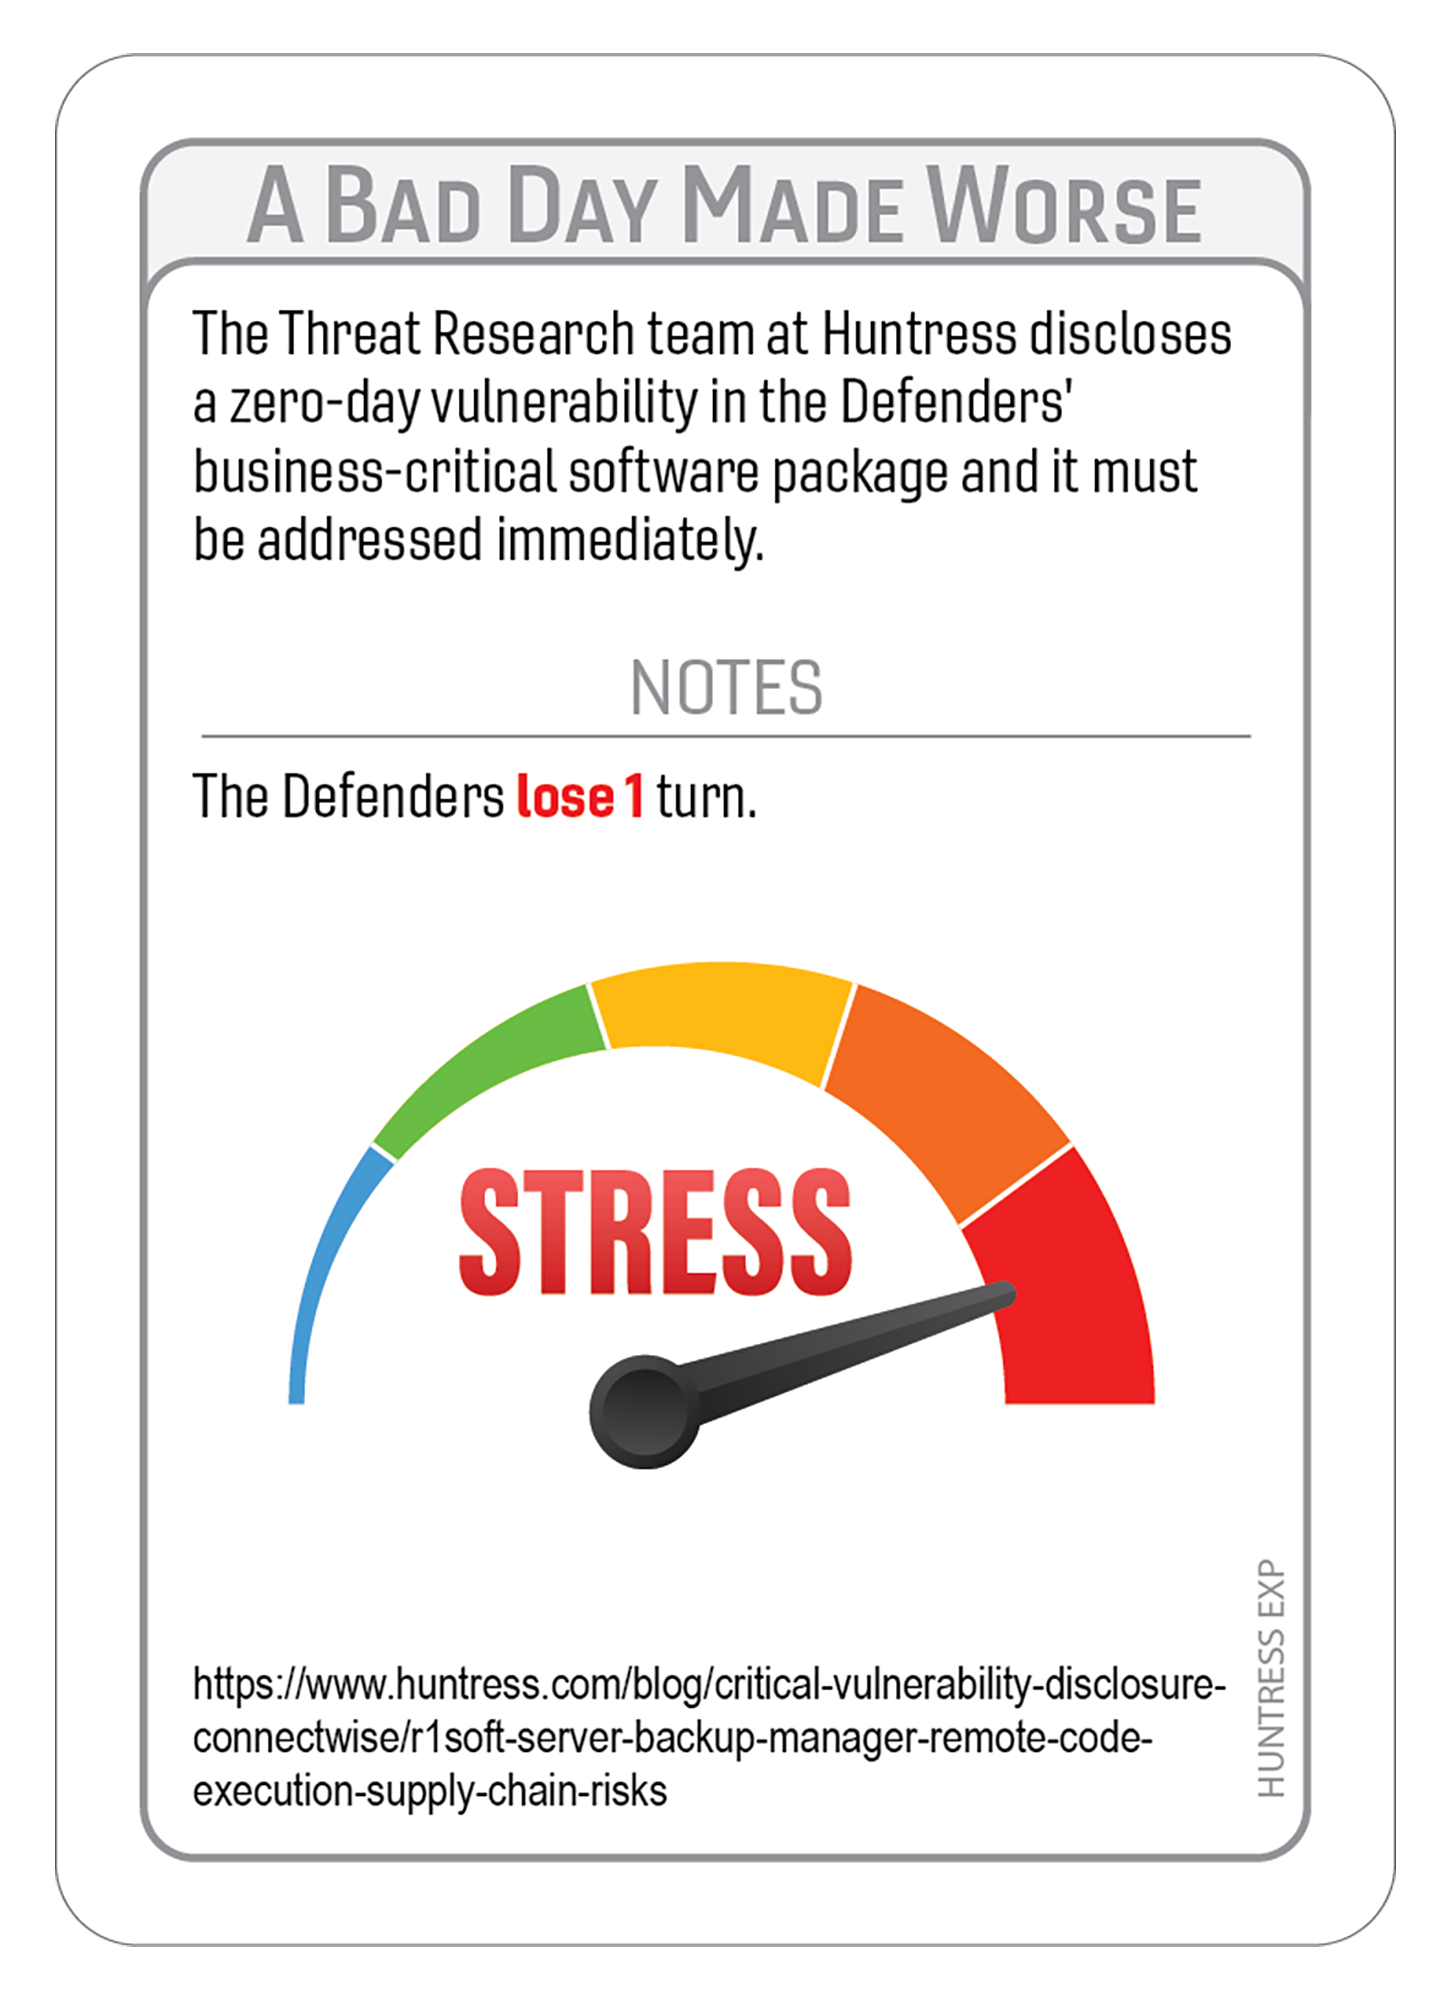 A BAD DAY MADE WORSE
The Threat Research team at Huntress discloses
a zero-day vulnerability in the Defenders'
business-critical software package and it must
be addressed immediately.
NOTES
The Defenders lose 1 turn.
STRESS
HUNTRESS EXP
https://www.huntress.com/blog/critical-vulnerability-disclosure-
connectwise/r1soft-server-backup-manager-remote-code-
execution-supply-chain-risks